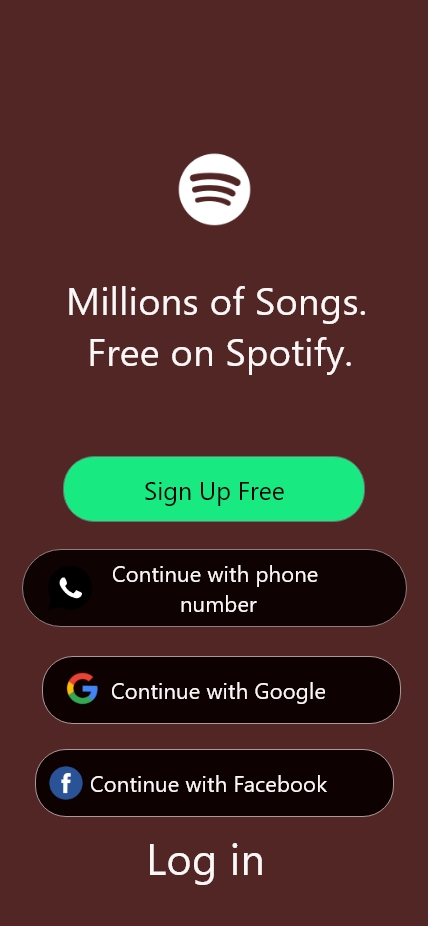 Millions of Songs.
Free on Spotify.
Sign Up Free
Continue with phone
number
Continue with Google
Continue with Facebook
Log in